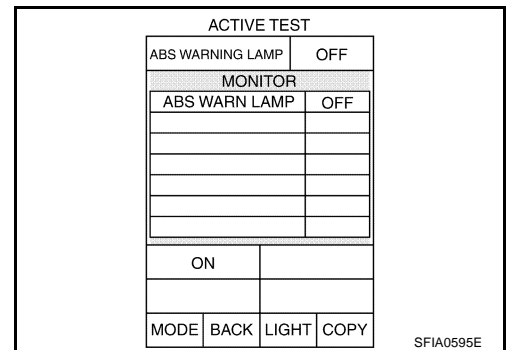 ACTIVE TEST
ABS WARNING LAMP OFF
MONITOR
ABS WARN LAMP OFF
ON
MODE BACK LIGHT COPY
SFIA0595E